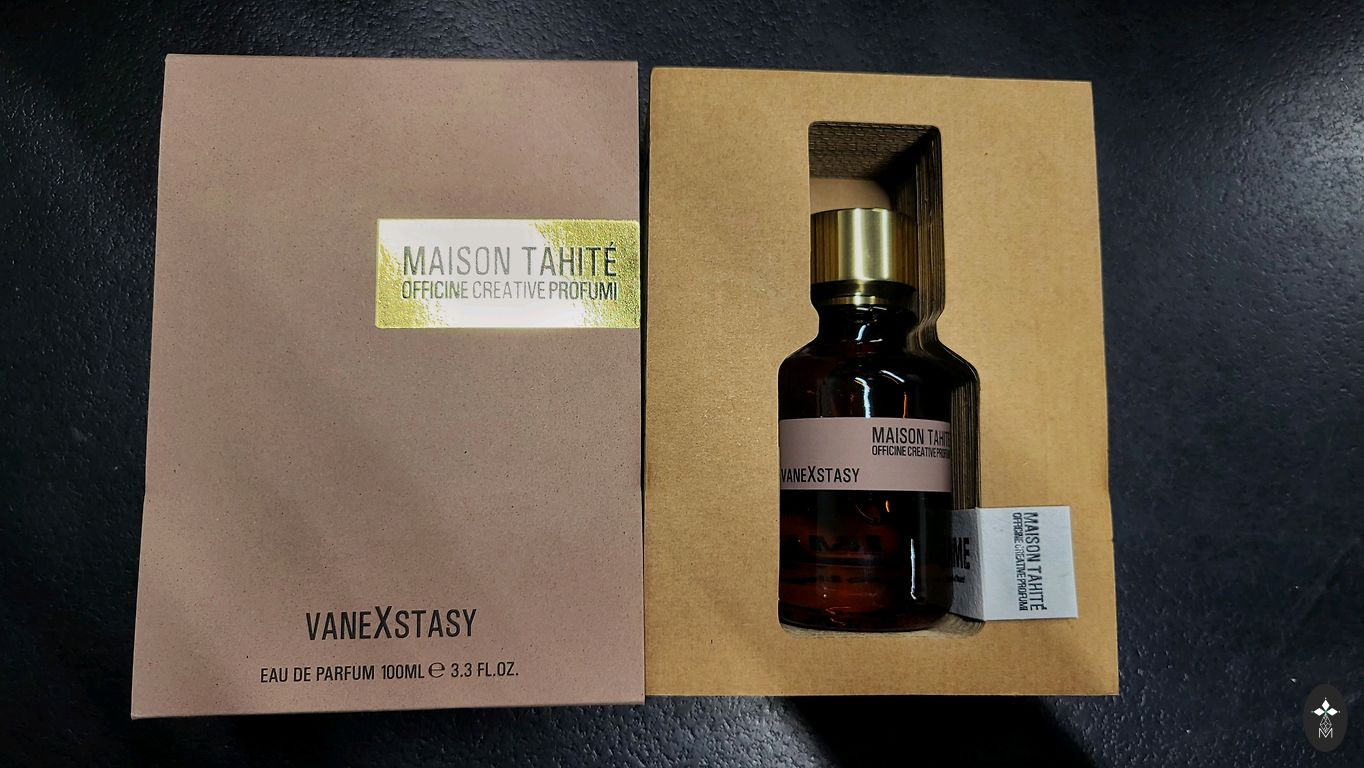 MAISON TAHITÉ
OFFICINE CREATIVE PROFUMI
VANEXSTASY
EAU DE PARFUM 100ML ℮ 3.3 FL.OZ.
MAISON TAHITÉ
OFFICINE CREATIVE PROFUMI
VANEXSTASY
MAISON TAHITÉ
OFFICINE CREATIVE PROFUMI
M